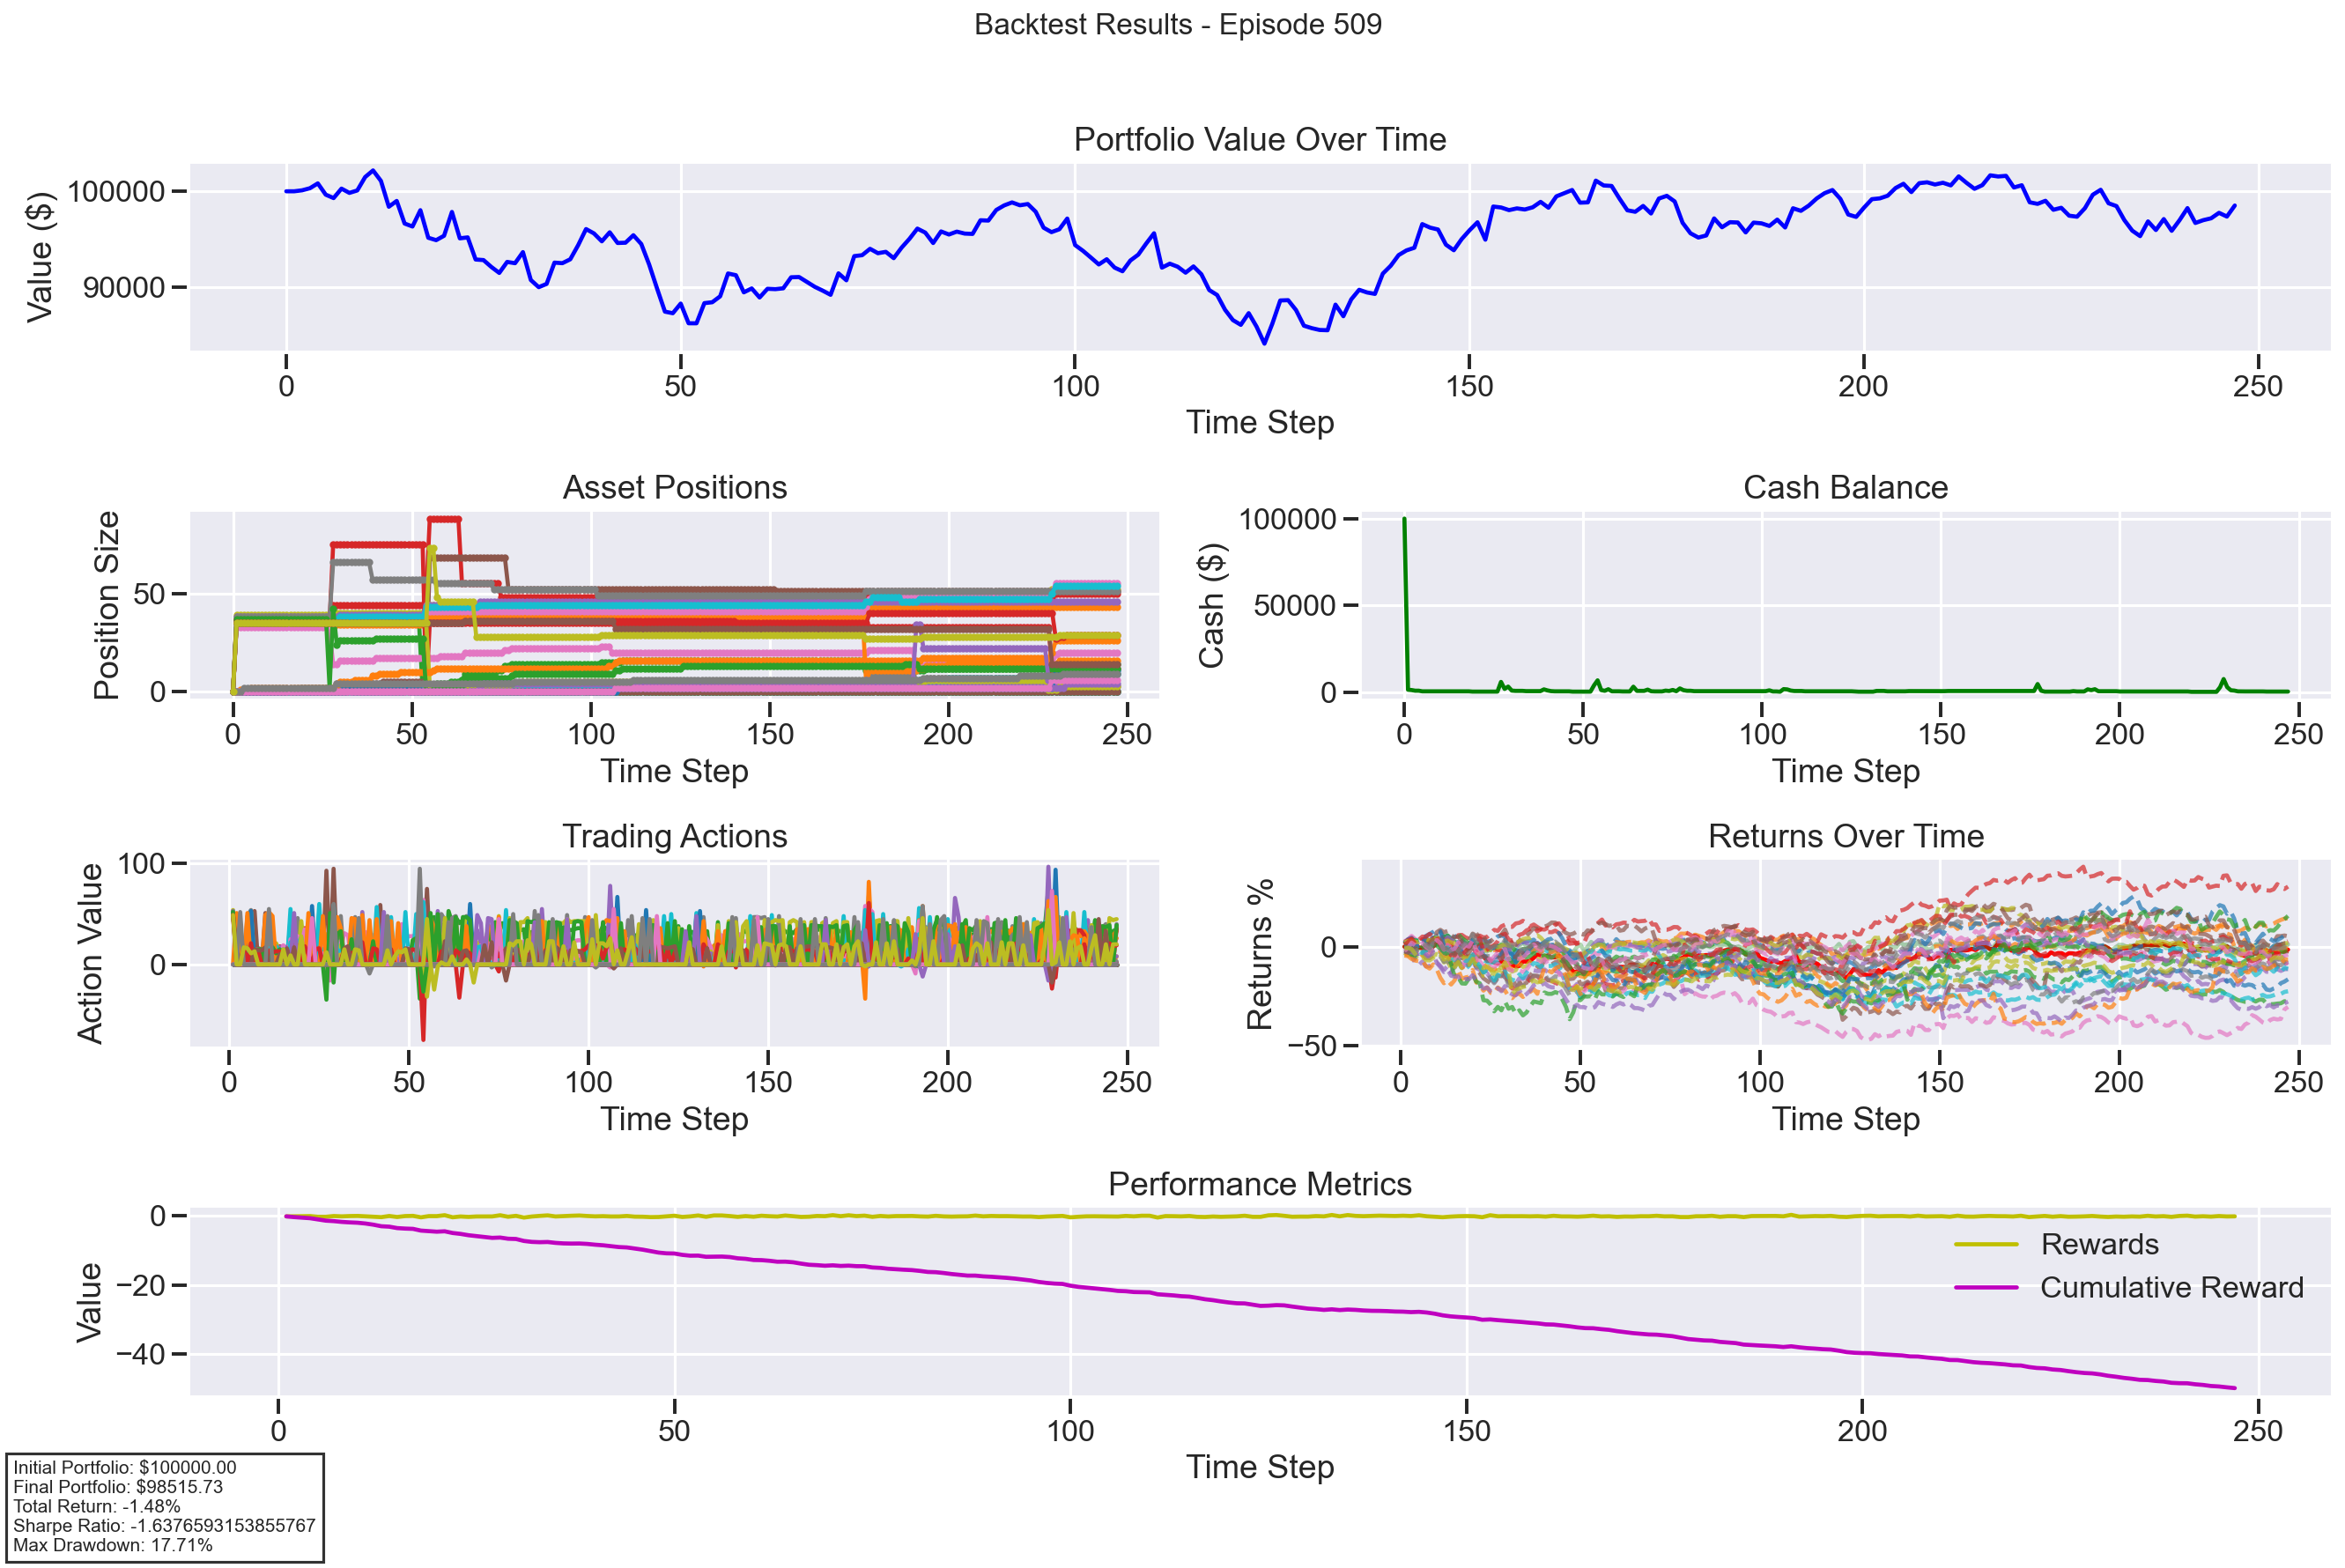 Backtest Results - Episode 509
Portfolio Value Over Time
Value ($)
100000
90000
0 50 100 150 200 250
Time Step
Asset Positions
Position Size
50
0
0 50 100 150 200 250
Time Step
Cash Balance
Cash ($)
100000
50000
0
0 50 100 150 200 250
Time Step
Trading Actions
Action Value
100
0
0 50 100 150 200 250
Time Step
Returns Over Time
Returns %
0
−50
0 50 100 150 200 250
Time Step
Performance Metrics
Value
0
−20
−40
Rewards
Cumulative Reward
0 50 100 150 200 250
Time Step
Initial Portfolio: $100000.00
Final Portfolio: $98515.73
Total Return: -1.48%
Sharpe Ratio: -1.6376593153855767
Max Drawdown: 17.71%